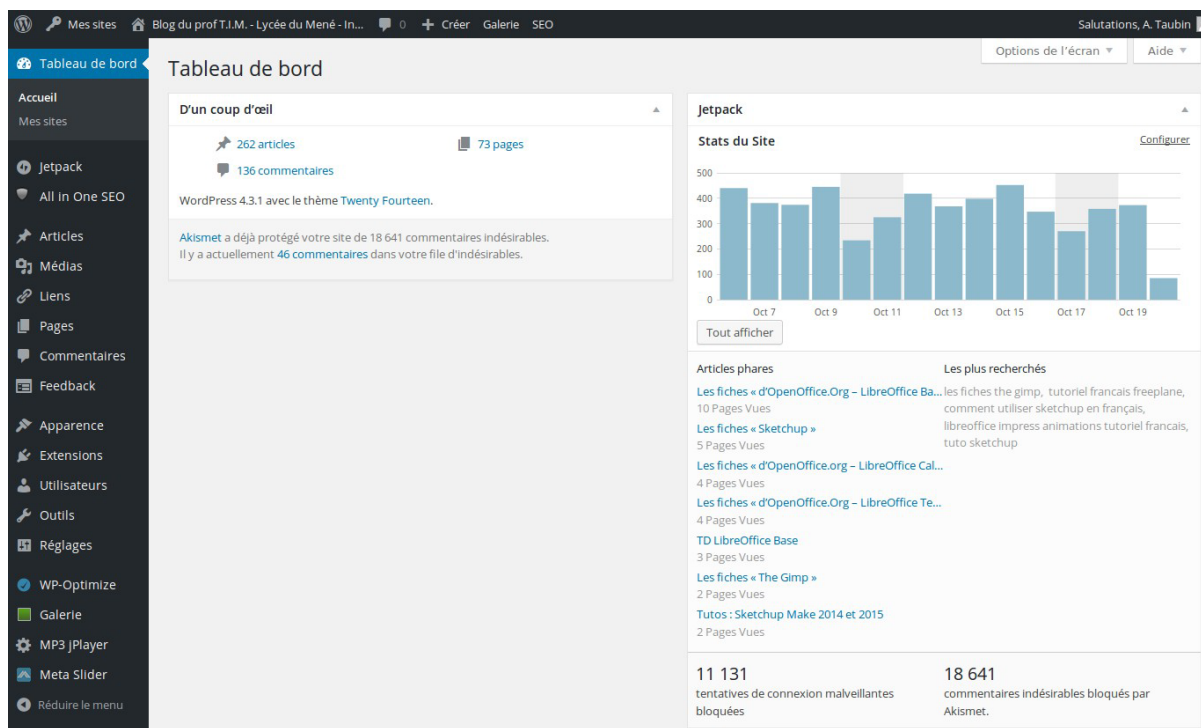 Mes sites
Blog du prof T.I.M. - Lycée du Mené - In...
0
Créer
Galerie
SEO
Salutations, A. Taubin
Tableau de bord
Accueil
Mes sites
Jetpack
All in One SEO
Articles
Médias
Liens
Pages
Commentaires
Feedback
Apparence
Extensions
Utilisateurs
Outils
Réglages
WP-Optimize
Galerie
MP3 jPlayer
Meta Slider
Réduire le menu
Options de l'écran
Aide
Tableau de bord
D'un coup d'œil
262 articles
73 pages
136 commentaires
WordPress 4.3.1 avec le thème Twenty Fourteen.
Akismet a déjà protégé votre site de 18 641 commentaires indésirables.
Il y a actuellement 46 commentaires dans votre file d'indésirables.
Jetpack
Stats du Site
Configurer
500
400
300
200
100
0
Oct 7
Oct 9
Oct 11
Oct 13
Oct 15
Oct 17
Oct 19
Tout afficher
Articles phares
Les fiches « d'OpenOffice.Org – LibreOffice Ba...
10 Pages Vues
Les fiches « Sketchup »
5 Pages Vues
Les fiches « d'OpenOffice.org – LibreOffice Cal...
4 Pages Vues
Les fiches « d'OpenOffice.Org – LibreOffice Te...
4 Pages Vues
TD LibreOffice Base
3 Pages Vues
Les fiches « The Gimp »
2 Pages Vues
Tutos : Sketchup Make 2014 et 2015
2 Pages Vues
Les plus recherchés
les fiches the gimp, tutoriel francais freeplane,
comment utiliser sketchup en français,
libreoffice impress animations tutoriel francais,
tuto sketchup
11 131
tentatives de connexion malveillantes
bloquées
18 641
commentaires indésirables bloqués par
Akismet.